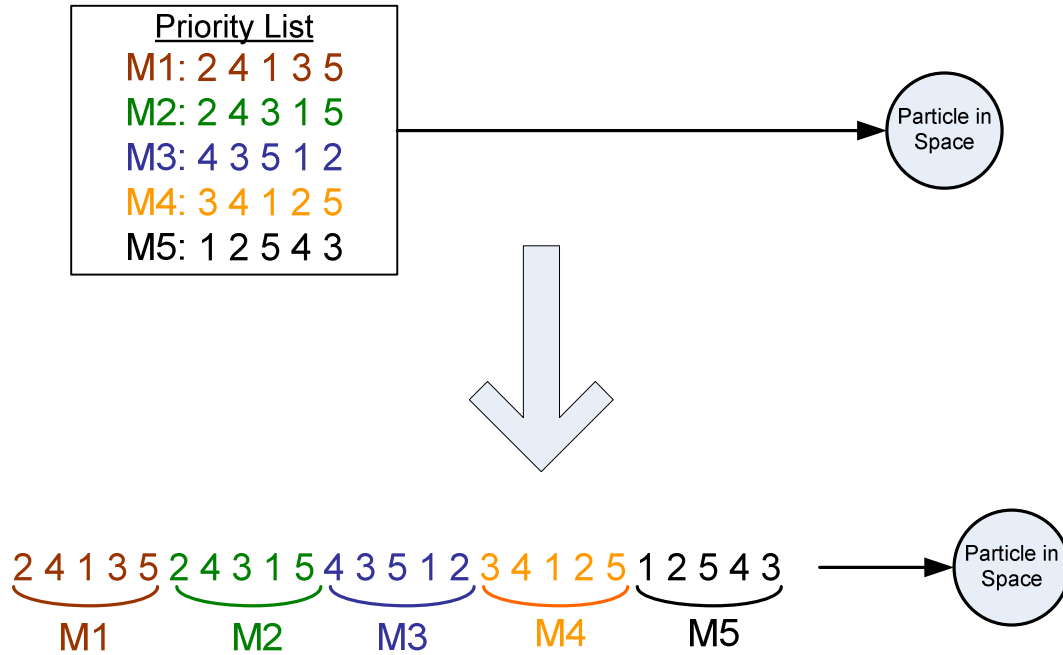 Priority List
M1: 2 4 1 3 5
M2: 2 4 3 1 5
M3: 4 3 5 1 2
M4: 3 4 1 2 5
M5: 1 2 5 4 3
Particle in
Space
2 4 1 3 5 2 4 3 1 5 4 3 5 1 2 3 4 1 2 5 1 2 5 4 3
M1 M2 M3 M4 M5
Particle in
Space